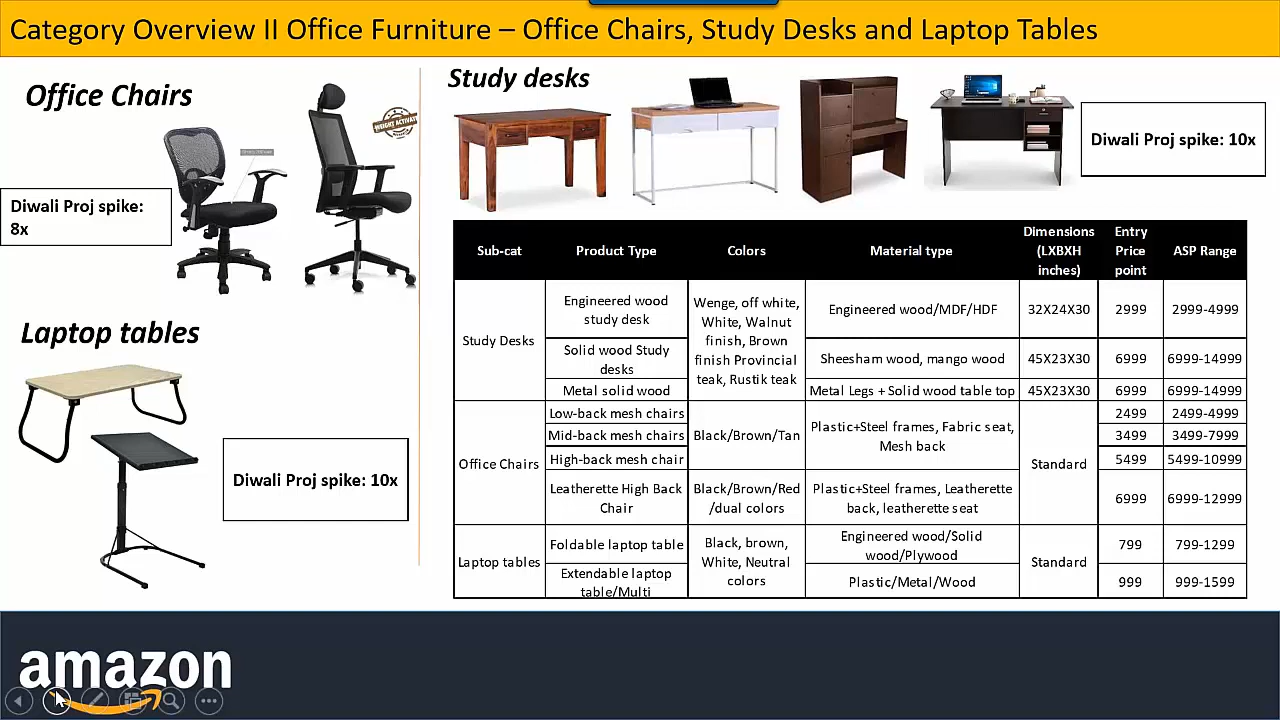 Category Overview II Office Furniture – Office Chairs, Study Desks and Laptop Tables
Office Chairs
WEIGHT ACTIVATE
Diwali Proj spike:
8x
Laptop tables
Diwali Proj spike: 10x
Study desks
Diwali Proj spike: 10x
Sub-cat
Product Type
Colors
Material type
Dimensions
(LXBXH
inches)
Entry
Price
point
ASP Range
Study Desks
Engineered wood
study desk
Wenge, off white,
White, Walnut
finish, Brown
finish Provincial
teak, Rustik teak
Engineered wood/MDF/HDF
32X24X30
2999
2999-4999
Solid wood Study
desks
Sheesham wood, mango wood
45X23X30
6999
6999-14999
Metal solid wood
Metal Legs + Solid wood table top
45X23X30
6999
6999-14999
Office Chairs
Low-back mesh chairs
Black/Brown/Tan
Plastic+Steel frames, Fabric seat,
Mesh back
Standard
2499
2499-4999
Mid-back mesh chairs
3499
3499-7999
High-back mesh chair
5499
5499-10999
Leatherette High Back
Chair
Black/Brown/Red
/dual colors
Plastic+Steel frames, Leatherette
back, leatherette seat
6999
6999-12999
Laptop tables
Foldable laptop table
Black, brown,
White, Neutral
colors
Engineered wood/Solid
wood/Plywood
Standard
799
799-1299
Extendable laptop
table/Multi
Plastic/Metal/Wood
999
999-1599
amazon